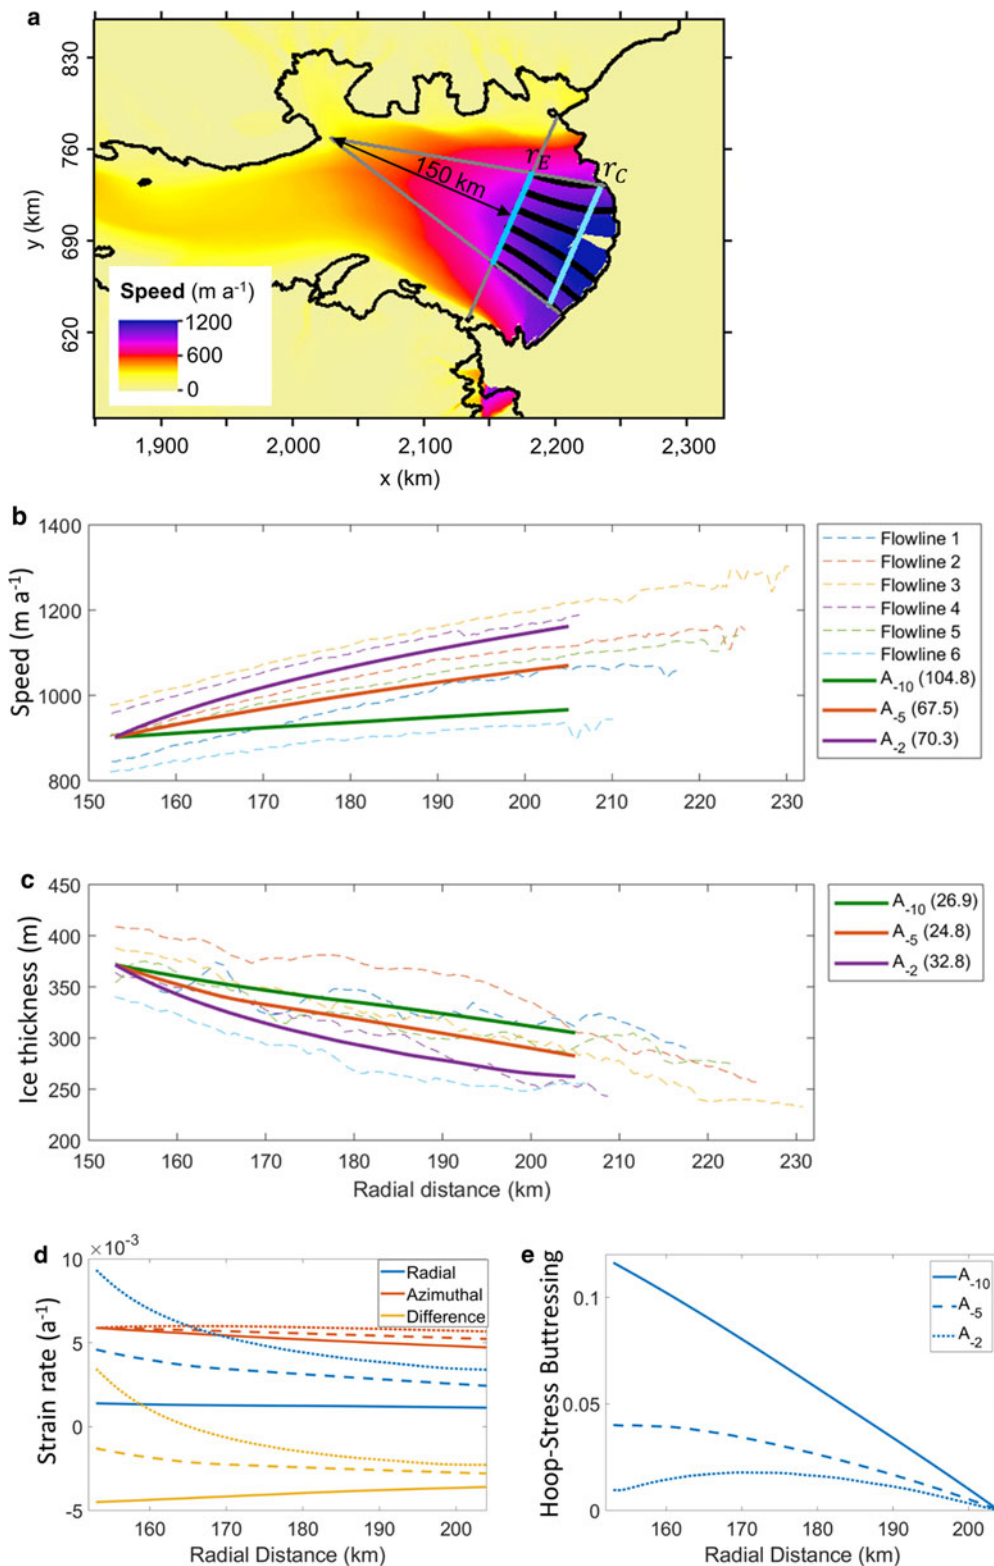 a
830
760
690
620
y (km)
r_E
r_C
150 km
Speed (m a⁻¹)
1200
600
0
1,900
2,000
2,100
2,200
2,300
x (km)
b
1400
1200
1000
800
Speed (m a⁻¹)
150
160
170
180
190
200
210
220
230
Flowline 1
Flowline 2
Flowline 3
Flowline 4
Flowline 5
Flowline 6
A₋₁₀ (104.8)
A₋₅ (67.5)
A₋₂ (70.3)
c
450
400
350
300
250
200
Ice thickness (m)
150
160
170
180
190
200
210
220
230
Radial distance (km)
A₋₁₀ (26.9)
A₋₅ (24.8)
A₋₂ (32.8)
d
×10⁻³
10
5
0
-5
Strain rate (a⁻¹)
160
170
180
190
200
Radial Distance (km)
Radial
Azimuthal
Difference
e
0.1
0.05
0
Hoop-Stress Buttressing
160
170
180
190
200
Radial Distance (km)
A₋₁₀
A₋₅
A₋₂